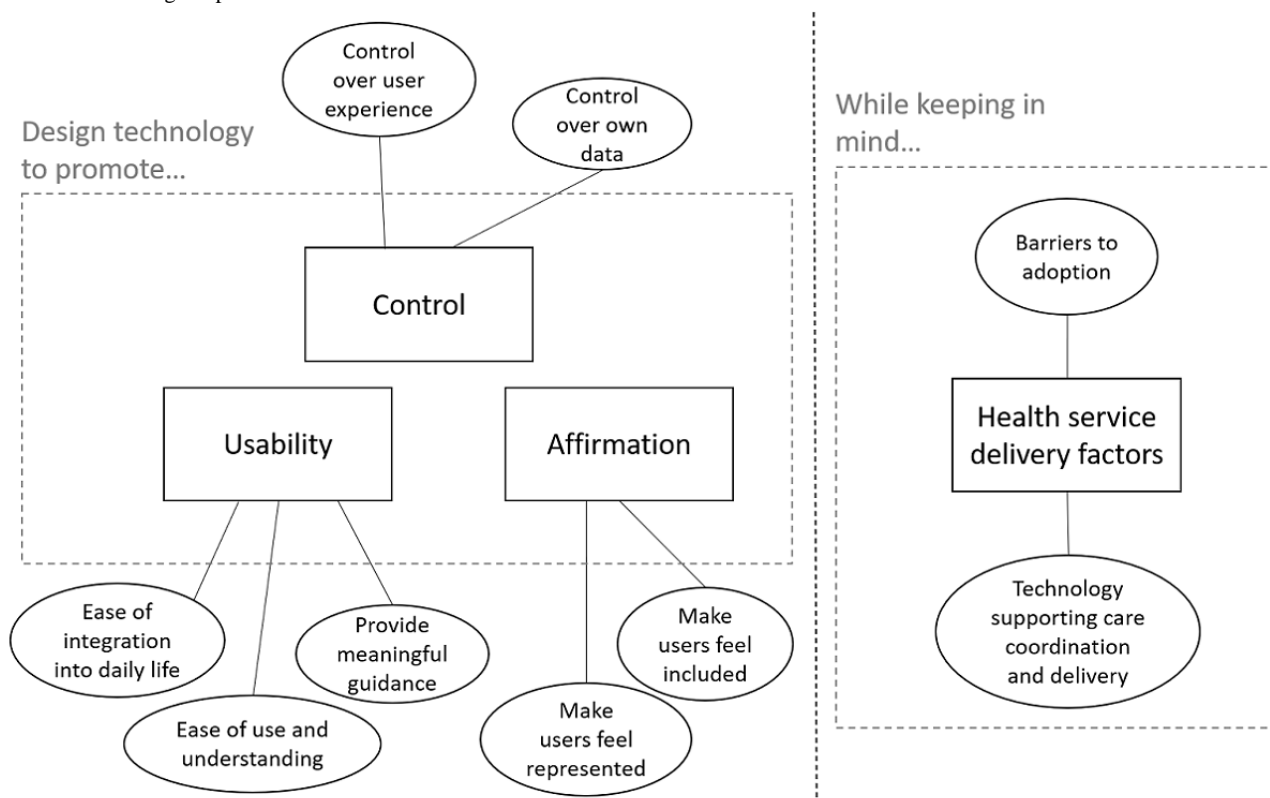 Control
over user
experience
Control
over own
data
Design technology
to promote...
Control
Usability
Affirmation
Ease of
integration
into daily life
Provide
meaningful
guidance
Make
users feel
included
Ease of use and
understanding
Make
users feel
represented
While keeping in
mind...
Barriers to
adoption
Health service
delivery factors
Technology
supporting care
coordination
and delivery